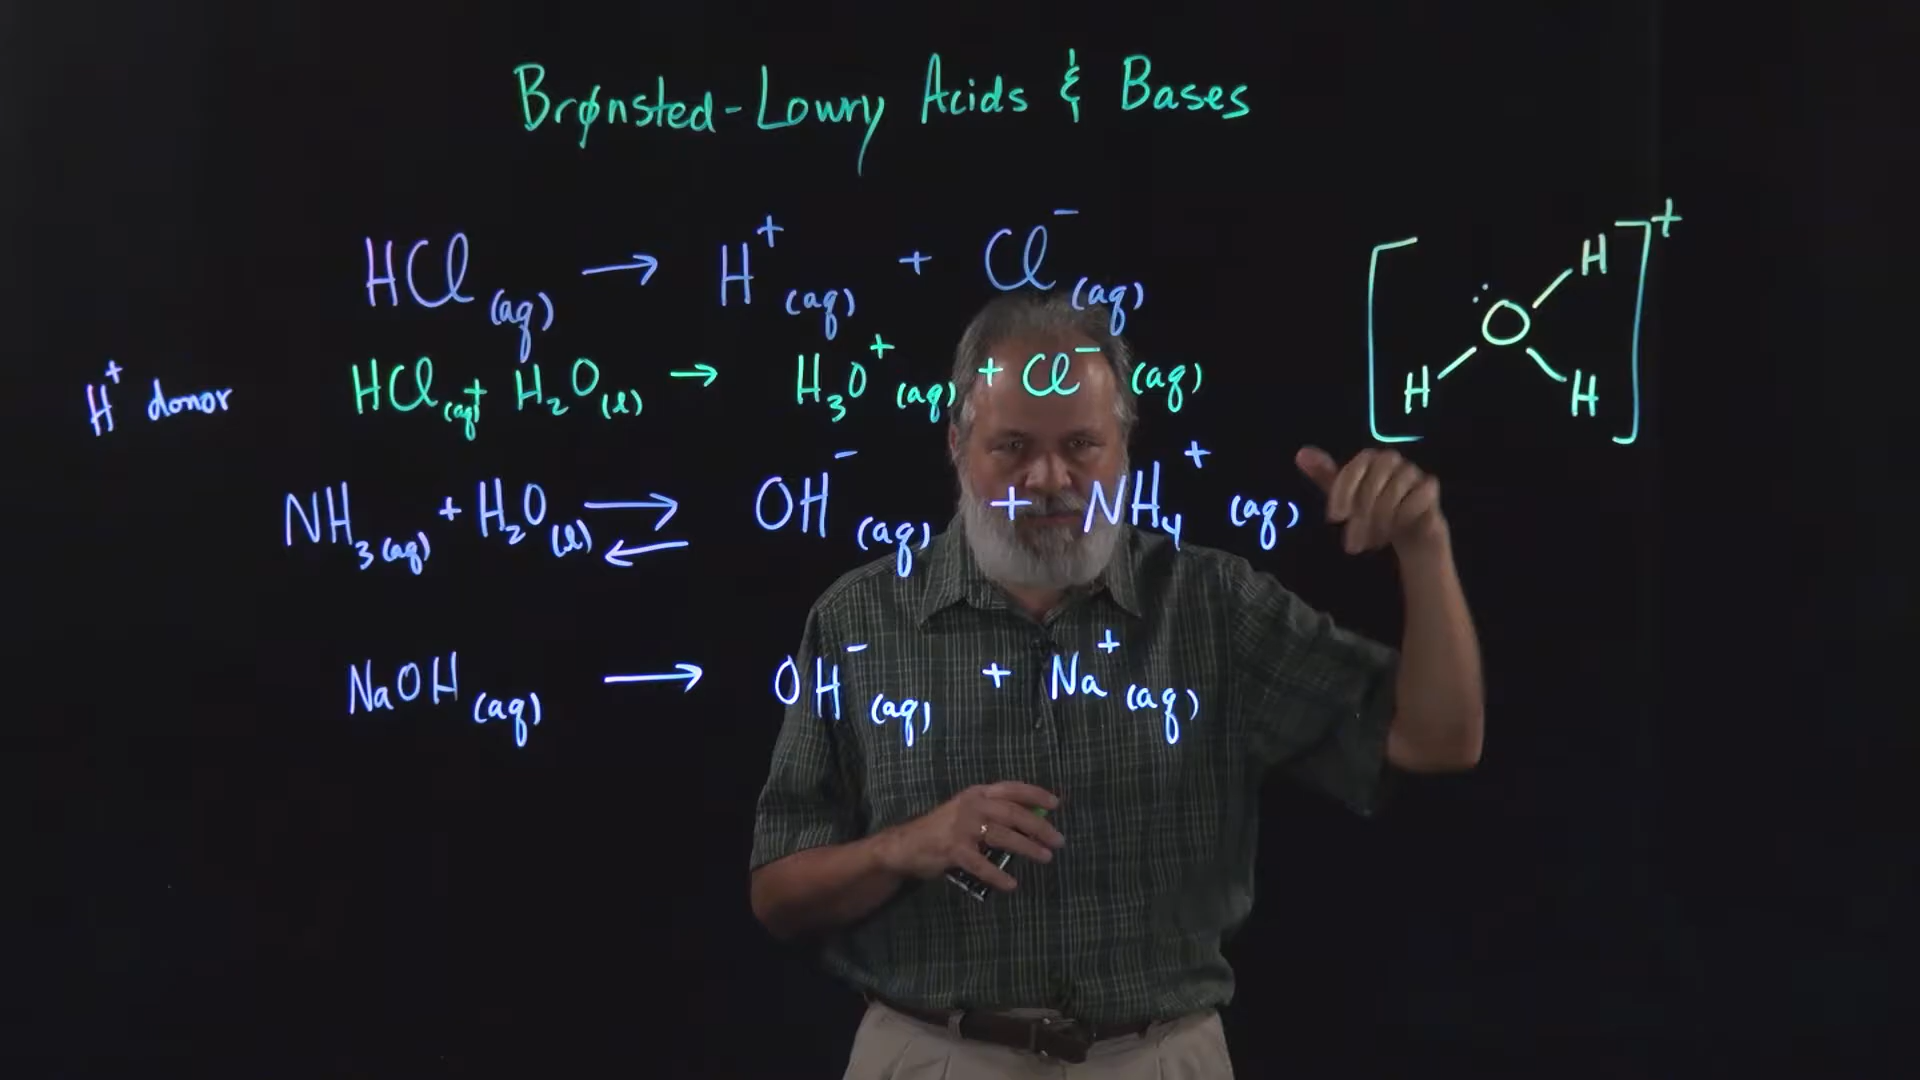 Brønsted-Lowry Acids & Bases
HCl (aq) → H⁺ (aq) + Cl⁻ (aq)
H⁺ donor
HCl (aq) + H₂O (l) → H₃O⁺ (aq) + Cl⁻ (aq)
NH₃ (aq) + H₂O (l) ⇌ OH⁻ (aq) + NH₄⁺ (aq)
NaOH (aq) → OH⁻ (aq) + Na⁺ (aq)
[ H
:O
H H ]⁺